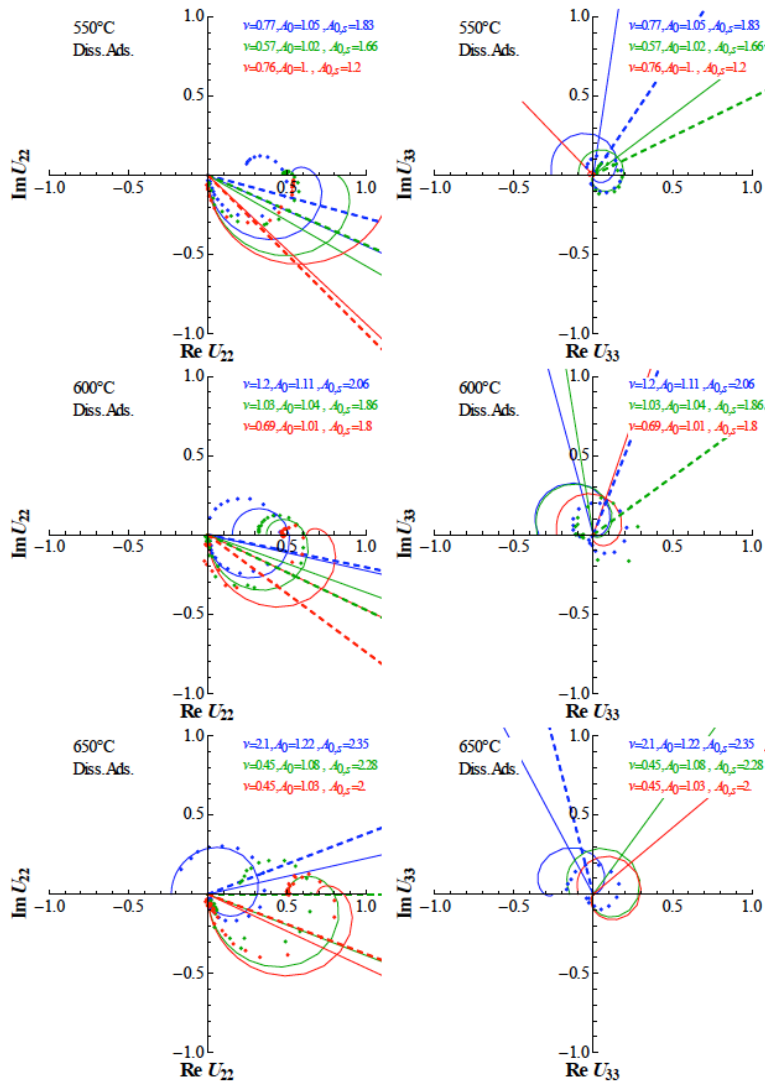 550°C
Diss.Ads.
ν=0.77, A0=1.05, A0,s=1.83
ν=0.57, A0=1.02, A0,s=1.66
ν=0.76, A0=1. , A0,s=1.2
Im U22
−1.0 −0.5 0.5 1.0
−0.5
−1.0
Re U22
550°C
Diss.Ads.
1.0
ν=0.77, A0=1.05, A0,s=1.83
ν=0.57, A0=1.02, A0,s=1.66
ν=0.76, A0=1. , A0,s=1.2
0.5
Im U33
−1.0 −0.5 0.5 1.0
−0.5
−1.0
Re U33
600°C
Diss.Ads.
1.0
ν=1.2, A0=1.11, A0,s=2.06
ν=1.03, A0=1.04, A0,s=1.86
ν=0.69, A0=1.01, A0,s=1.8
0.5
Im U22
−1.0 −0.5 0.5 1.0
−0.5
−1.0
Re U22
600°C
Diss.Ads.
1.0
ν=1.2, A0=1.11, A0,s=2.06
ν=1.03, A0=1.04, A0,s=1.86
ν=0.69, A0=1.01, A0,s=1.8
0.5
Im U33
−1.0 −0.5 0.5 1.0
−0.5
−1.0
Re U33
650°C
Diss.Ads.
1.0
ν=2.1, A0=1.22, A0,s=2.35
ν=0.45, A0=1.08, A0,s=2.28
ν=0.45, A0=1.03, A0,s=2.
0.5
Im U22
−1.0 −0.5 0.5 1.0
−0.5
−1.0
Re U22
650°C
Diss.Ads.
1.0
ν=2.1, A0=1.22, A0,s=2.35
ν=0.45, A0=1.08, A0,s=2.28
ν=0.45, A0=1.03, A0,s=2.
0.5
Im U33
−1.0 −0.5 0.5 1.0
−0.5
−1.0
Re U33